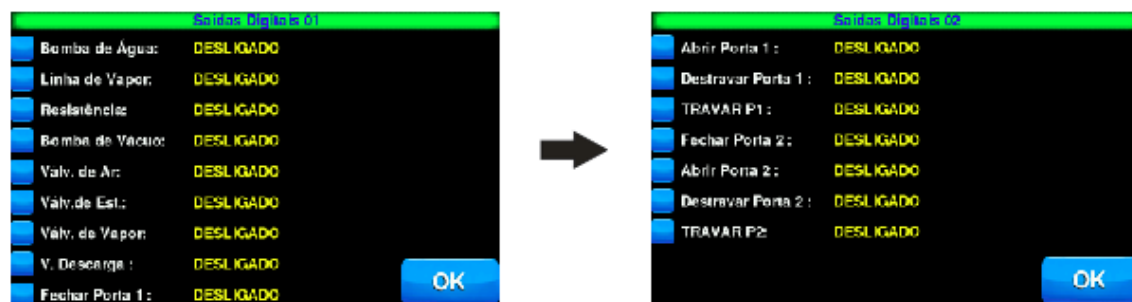 Saídas Digitais 01
Bomba de Água: DESLIGADO
Linha de Vapor: DESLIGADO
Resistência: DESLIGADO
Bomba de Vácuo: DESLIGADO
Valv. de Ar: DESLIGADO
Válv.de Est.: DESLIGADO
Válv. de Vapor: DESLIGADO
V. Descarga : DESLIGADO
Fechar Porta 1 : DESLIGADO
OK
Saídas Digitais 02
Abrir Porta 1 : DESLIGADO
Destravar Porta 1 : DESLIGADO
TRAVAR P1 : DESLIGADO
Fechar Porta 2 : DESLIGADO
Abrir Porta 2 : DESLIGADO
Destravar Porta 2 : DESLIGADO
TRAVAR P2: DESLIGADO
OK